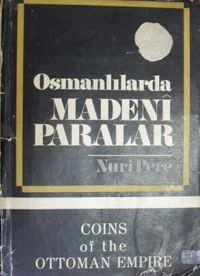 Osmanlılarda
MADENÎ
PARALAR
Nuri Pere
COINS
of the
OTTOMAN EMPIRE